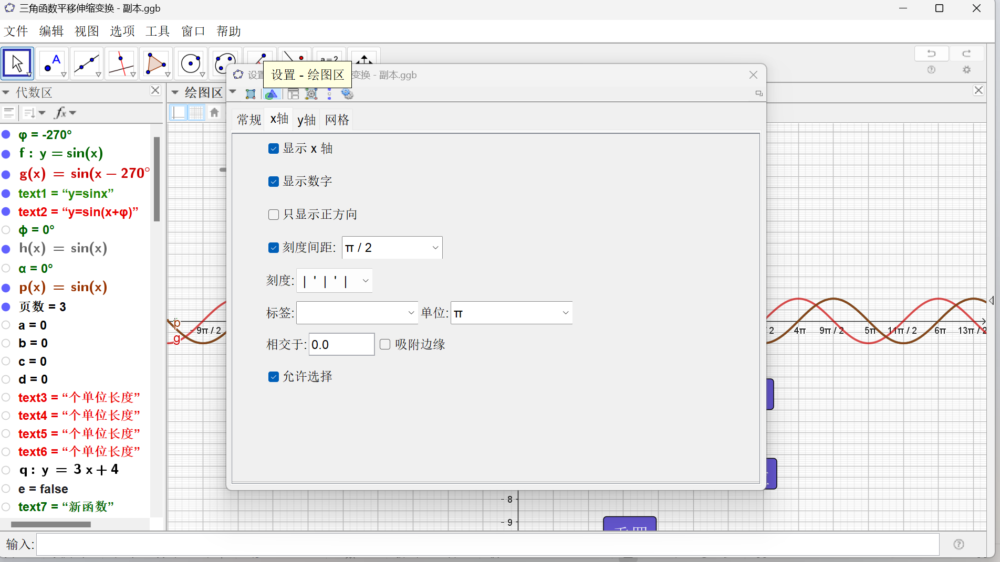 三角函数平移伸缩变换 - 副本.ggb
文件 编辑 视图 选项 工具 窗口 帮助
A
a=2
设置 变换 - 副本.ggb
设置 - 绘图区
代数区
绘图区
fx
常规 x轴 y轴 网格
φ = -270°
f : y = sin(x)
g(x) = sin(x − 270°
text1 = “y=sinx”
text2 = “y=sin(x+φ)”
ϕ = 0°
h(x) = sin(x)
α = 0°
p(x) = sin(x)
页数 = 3
a = 0
b = 0
c = 0
d = 0
text3 = “个单位长度”
text4 = “个单位长度”
text5 = “个单位长度”
text6 = “个单位长度”
q : y = 3 x + 4
e = false
text7 = “新函数”
显示 x 轴
显示数字
只显示正方向
刻度间距: π / 2
刻度: | ' | ' |
标签: 单位: π
相交于: 0.0 吸附边缘
允许选择
p
g
- 9π / 2
2 4π 9π / 2 5π 11π / 2 6π 13π / 2
- 8
- 9
重置
输入: